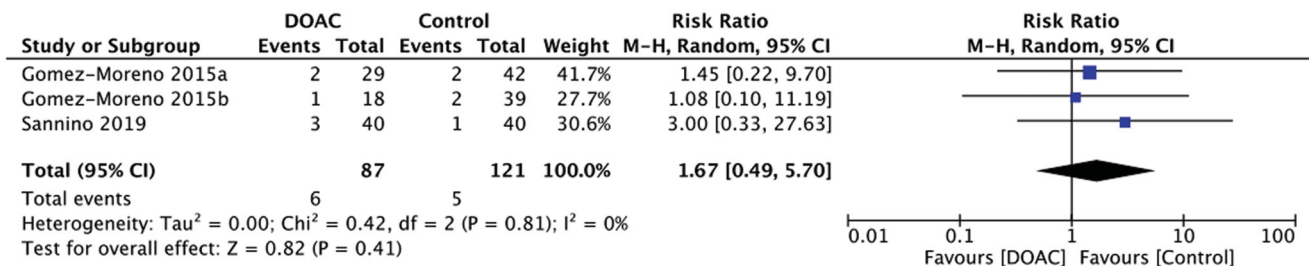 DOAC Control Risk Ratio Risk Ratio
Study or Subgroup Events Total Events Total Weight M-H, Random, 95% CI M-H, Random, 95% CI
Gomez-Moreno 2015a 2 29 2 42 41.7% 1.45 [0.22, 9.70]
Gomez-Moreno 2015b 1 18 2 39 27.7% 1.08 [0.10, 11.19]
Sannino 2019 3 40 1 40 30.6% 3.00 [0.33, 27.63]
Total (95% CI) 87 121 100.0% 1.67 [0.49, 5.70]
Total events 6 5
Heterogeneity: Tau² = 0.00; Chi² = 0.42, df = 2 (P = 0.81); I² = 0%
Test for overall effect: Z = 0.82 (P = 0.41)
0.01 0.1 1 10 100
Favours [DOAC] Favours [Control]